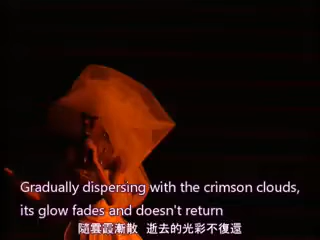 Gradually dispersing with the crimson clouds,
its glow fades and doesn't return
隨雲霞漸散  逝去的光彩不復還